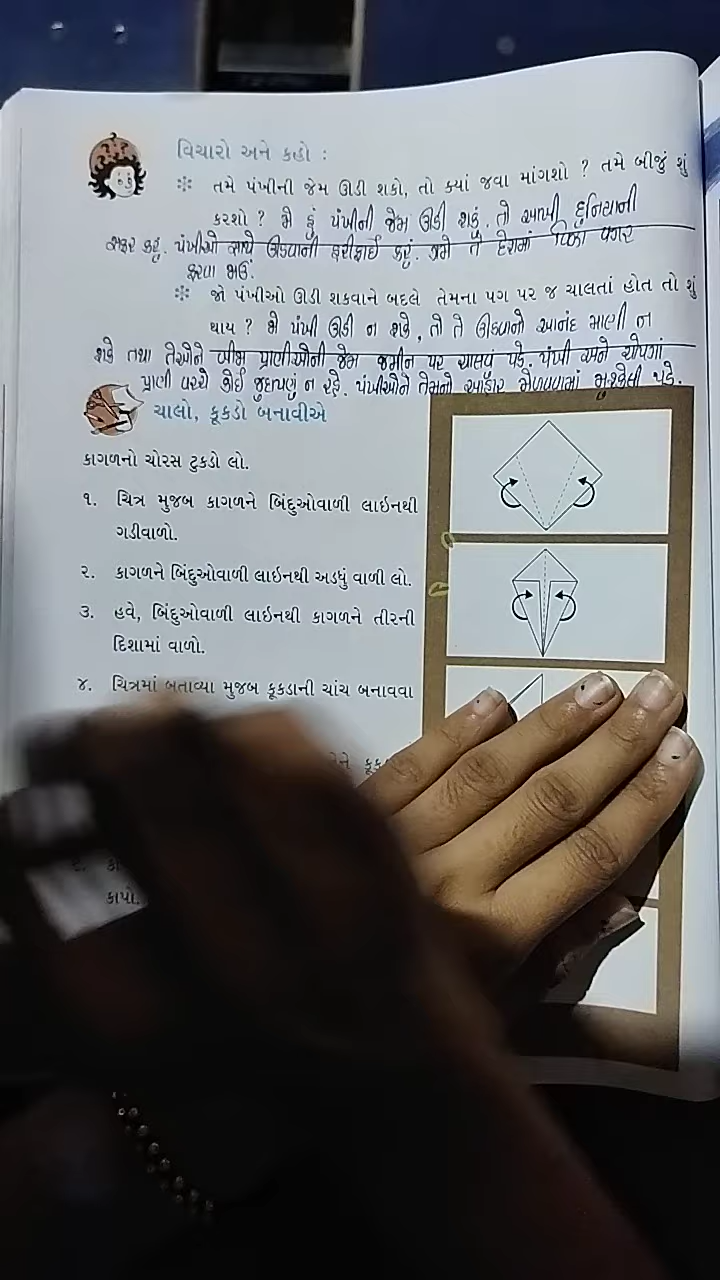 વિચારો અને કહો :
* તમે પંખીની જેમ ઊડી શકો, તો ક્યાં જવા માંગશો ? તમે બીજું શું
કરશો ? જો હું પંખીની જેમ ઊડી શકું, તો આખી દુનિયાની
સફર કરું. પંખીઓ સાથે ઊડવાની હરીફાઈ કરું. ગમે તે દેશમાં વિઝા વગર
ફરવા જાઉં.
* જો પંખીઓ ઊડી શકવાને બદલે તેમના પગ પર જ ચાલતાં હોત તો શું
થાય ? જો પંખી ઊડી ન શકે, તો તે ઊડવાનો આનંદ માણી ન
શકે તથા તેઓને બીજા પ્રાણીઓની જેમ જમીન પર ચાલવું પડે. પંખી અને ચોપગાં
પ્રાણી વચ્ચે કોઈ જુદાપણું ન રહે. પંખીઓને તેમનો આહાર મેળવવામાં મુશ્કેલી પડે.
ચાલો, કૂકડો બનાવીએ
કાગળનો ચોરસ ટુકડો લો.
૧. ચિત્ર મુજબ કાગળને બિંદુઓવાળી લાઇનથી
ગડીવાળો.
૨. કાગળને બિંદુઓવાળી લાઇનથી અડધું વાળી લો.
૩. હવે, બિંદુઓવાળી લાઇનથી કાગળને તીરની
દિશામાં વાળો.
૪. ચિત્રમાં બતાવ્યા મુજબ કૂકડાની ચાંચ બનાવવા
કાપો.